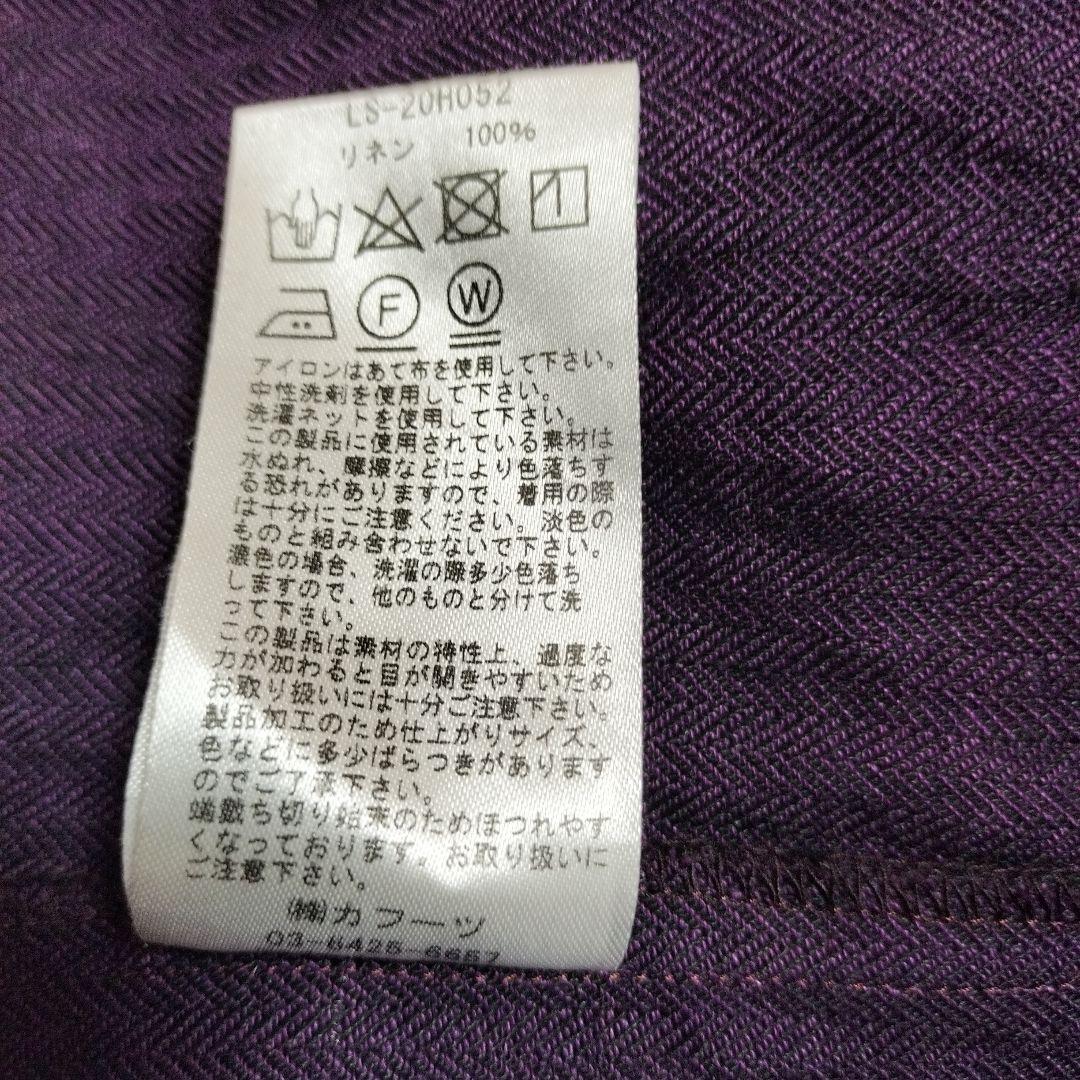 LS-20H052
リネン 100%
F W
アイロンはあて布を使用して下さい。
中性洗剤を使用して下さい。
洗濯ネットを使用して下さい。
この製品に使用されている素材は
水ぬれ、摩擦などにより色落ちす
る恐れがありますので、着用の際
は十分にご注意ください。淡色の
ものと組み合わせないで下さい。
濃色の場合、洗濯の際多少色落ち
しますので、他のものと分けて洗
って下さい。
この製品は素材の特性上、過度な
力が加わると目が開きやすいため
お取り扱いには十分ご注意下さい。
製品加工のため仕上がりサイズ、
色などに多少ばらつきがあります
のでご了承下さい。
端裁ち切り始末のためほつれやす
くなっております。お取り扱いに
ご注意下さい。
㈱カフーツ
03-6425-6667